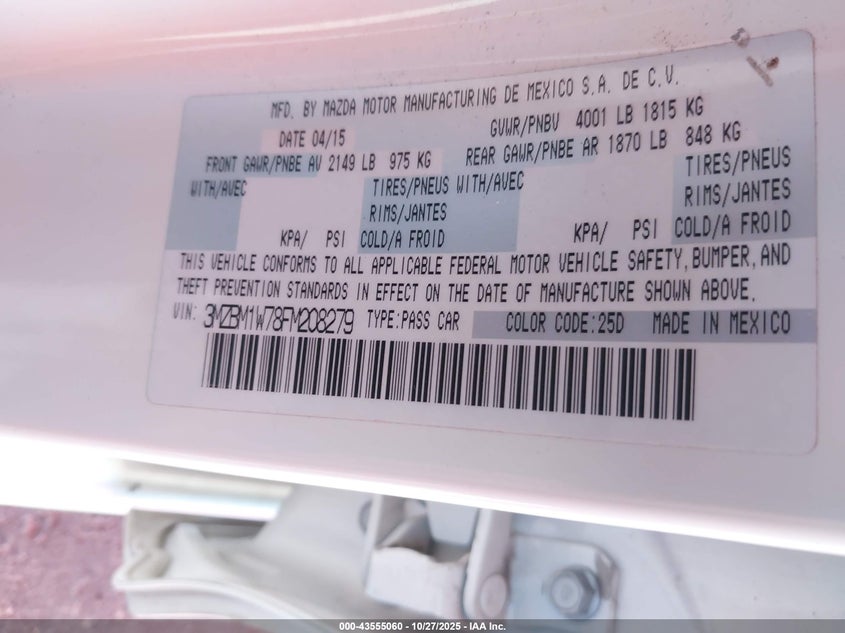 MFD. BY MAZDA MOTOR MANUFACTURING DE MEXICO S.A. DE C.V.
DATE 04/15 GVWR/PNBV 4001 LB 1815 KG
FRONT GAWR/PNBE AV 2149 LB 975 KG REAR GAWR/PNBE AR 1870 LB 848 KG
WITH/AVEC TIRES/PNEUS WITH/AVEC TIRES/PNEUS
RIMS/JANTES RIMS/JANTES
KPA/ PSI COLD/A FROID KPA/ PSI COLD/A FROID
THIS VEHICLE CONFORMS TO ALL APPLICABLE FEDERAL MOTOR VEHICLE SAFETY, BUMPER, AND
THEFT PREVENTION STANDARDS IN EFFECT ON THE DATE OF MANUFACTURE SHOWN ABOVE.
VIN: 3MZBM1W78FM208279 TYPE:PASS CAR COLOR CODE:25D MADE IN MEXICO
000-43555060 - 10/27/2025 - IAA Inc.